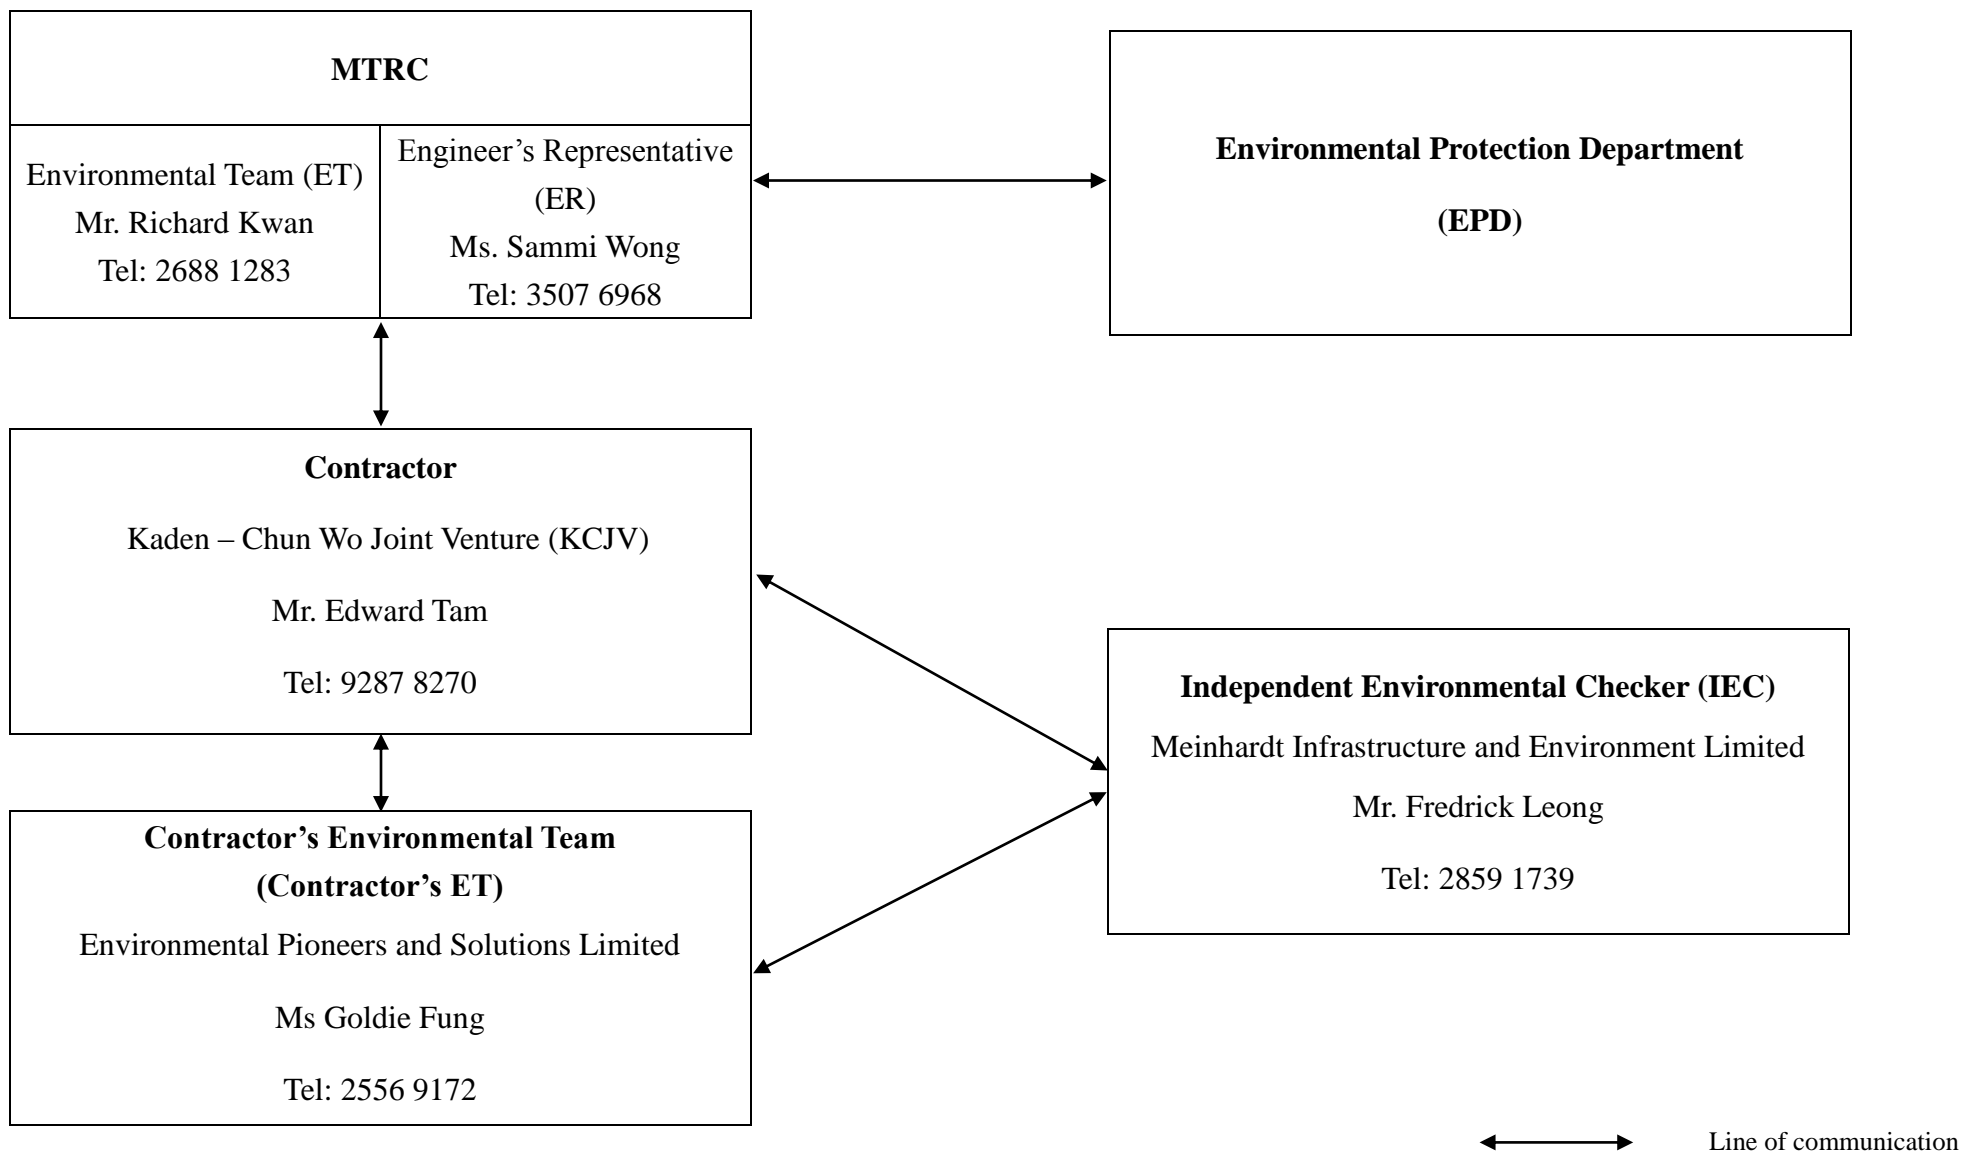 MTRC
Environmental Team (ET)
Mr. Richard Kwan
Tel: 2688 1283
Engineer’s Representative
(ER)
Ms. Sammi Wong
Tel: 3507 6968
Environmental Protection Department
(EPD)
Contractor
Kaden – Chun Wo Joint Venture (KCJV)
Mr. Edward Tam
Tel: 9287 8270
Independent Environmental Checker (IEC)
Meinhardt Infrastructure and Environment Limited
Mr. Fredrick Leong
Tel: 2859 1739
Contractor’s Environmental Team
(Contractor’s ET)
Environmental Pioneers and Solutions Limited
Ms Goldie Fung
Tel: 2556 9172
Line of communication